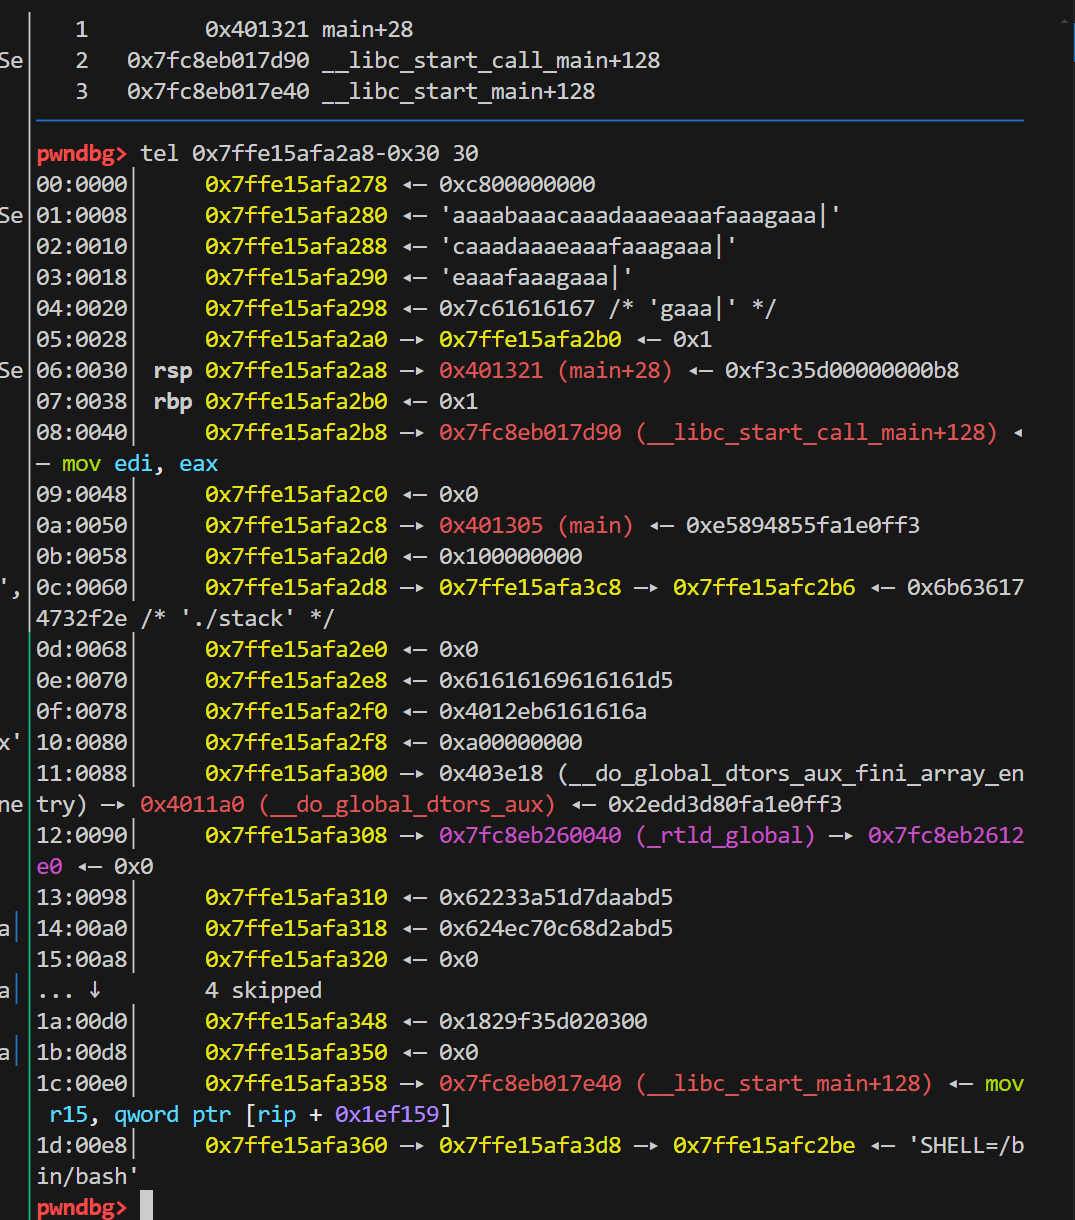 1 0x401321 main+28
Se 2 0x7fc8eb017d90 __libc_start_call_main+128
3 0x7fc8eb017e40 __libc_start_main+128
pwndbg> tel 0x7ffe15afa2a8-0x30 30
00:0000│ 0x7ffe15afa278 ◂— 0xc800000000
Se 01:0008│ 0x7ffe15afa280 ◂— 'aaaabaaacaaadaaaeaaafaaagaaa|'
02:0010│ 0x7ffe15afa288 ◂— 'caaadaaaeaaafaaagaaa|'
03:0018│ 0x7ffe15afa290 ◂— 'eaaafaaagaaa|'
04:0020│ 0x7ffe15afa298 ◂— 0x7c61616167 /* 'gaaa|' */
05:0028│ 0x7ffe15afa2a0 —▸ 0x7ffe15afa2b0 ◂— 0x1
Se 06:0030│ rsp 0x7ffe15afa2a8 —▸ 0x401321 (main+28) ◂— 0xf3c35d00000000b8
07:0038│ rbp 0x7ffe15afa2b0 ◂— 0x1
08:0040│ 0x7ffe15afa2b8 —▸ 0x7fc8eb017d90 (__libc_start_call_main+128) ◂
— mov edi, eax
09:0048│ 0x7ffe15afa2c0 ◂— 0x0
0a:0050│ 0x7ffe15afa2c8 —▸ 0x401305 (main) ◂— 0xe5894855fa1e0ff3
0b:0058│ 0x7ffe15afa2d0 ◂— 0x100000000
', 0c:0060│ 0x7ffe15afa2d8 —▸ 0x7ffe15afa3c8 —▸ 0x7ffe15afc2b6 ◂— 0x6b63617
4732f2e /* './stack' */
0d:0068│ 0x7ffe15afa2e0 ◂— 0x0
0e:0070│ 0x7ffe15afa2e8 ◂— 0x61616169616161d5
0f:0078│ 0x7ffe15afa2f0 ◂— 0x4012eb6161616a
x' 10:0080│ 0x7ffe15afa2f8 ◂— 0xa00000000
11:0088│ 0x7ffe15afa300 —▸ 0x403e18 (__do_global_dtors_aux_fini_array_en
ne try) —▸ 0x4011a0 (__do_global_dtors_aux) ◂— 0x2edd3d80fa1e0ff3
12:0090│ 0x7ffe15afa308 —▸ 0x7fc8eb260040 (_rtld_global) —▸ 0x7fc8eb2612
e0 ◂— 0x0
13:0098│ 0x7ffe15afa310 ◂— 0x62233a51d7daabd5
a 14:00a0│ 0x7ffe15afa318 ◂— 0x624ec70c68d2abd5
15:00a8│ 0x7ffe15afa320 ◂— 0x0
a ... ↓ 4 skipped
1a:00d0│ 0x7ffe15afa348 ◂— 0x1829f35d020300
a 1b:00d8│ 0x7ffe15afa350 ◂— 0x0
1c:00e0│ 0x7ffe15afa358 —▸ 0x7fc8eb017e40 (__libc_start_main+128) ◂— mov
r15, qword ptr [rip + 0x1ef159]
1d:00e8│ 0x7ffe15afa360 —▸ 0x7ffe15afa3d8 —▸ 0x7ffe15afc2be ◂— 'SHELL=/b
in/bash'
pwndbg>